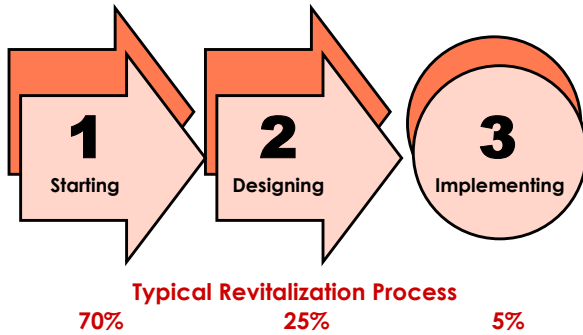 1 2 3
Starting Designing Implementing
Typical Revitalization Process
70% 25% 5%